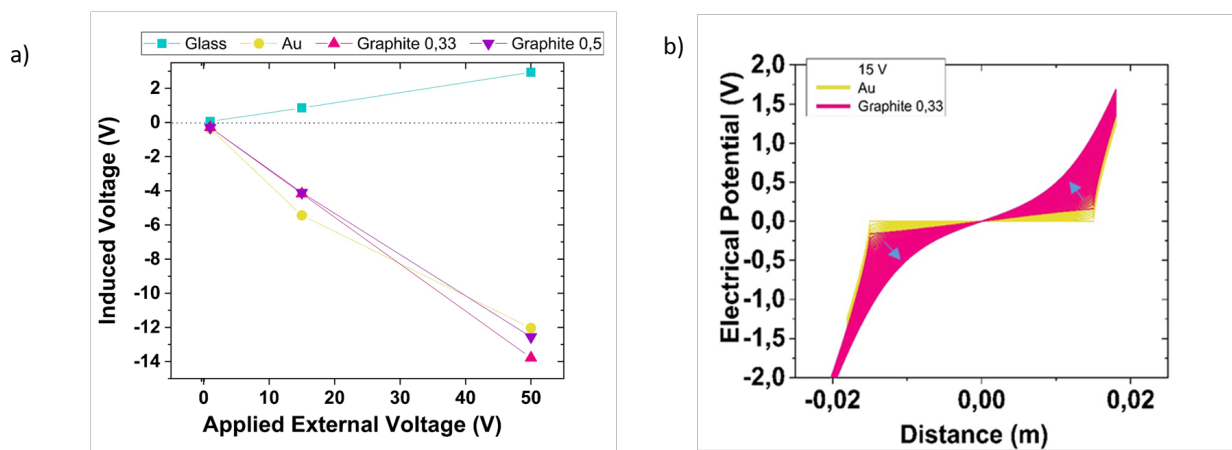 a)
Glass Au Graphite 0,33 Graphite 0,5
2
0
-2
-4
-6
-8
-10
-12
-14
0 10 20 30 40 50
Induced Voltage (V)
Applied External Voltage (V)
b)
15 V
Au
Graphite 0,33
2,0
1,5
1,0
0,5
0,0
-0,5
-1,0
-1,5
-2,0
-0,02 0,00 0,02
Electrical Potential (V)
Distance (m)